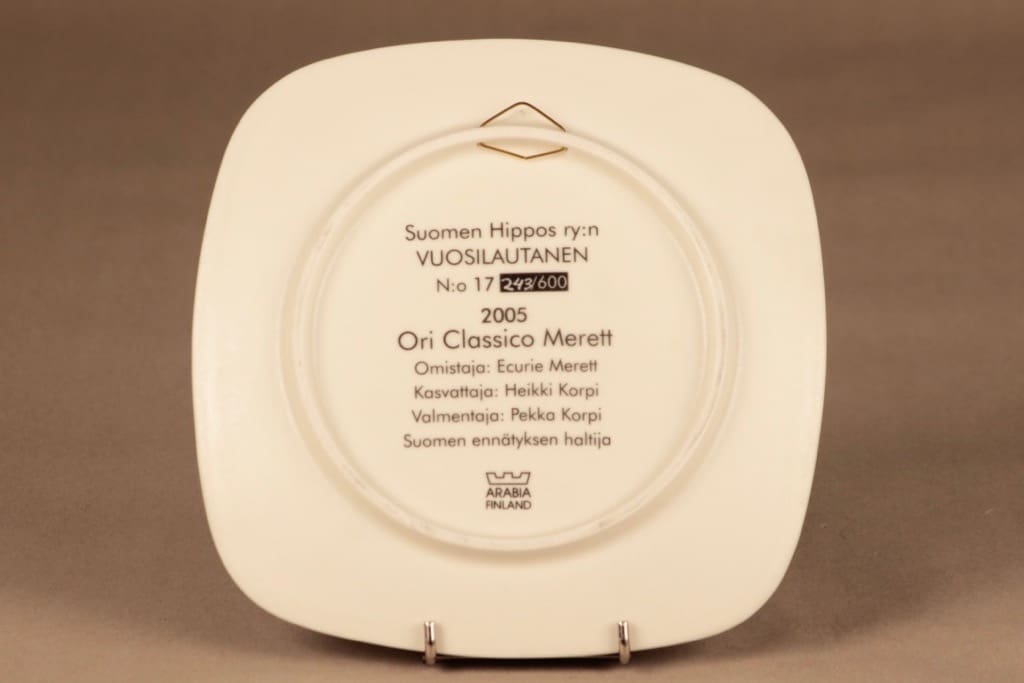 Suomen Hippos ry:n
VUOSILAUTANEN
N:o 17 243/600
2005
Ori Classico Merett
Omistaja: Ecurie Merett
Kasvattaja: Heikki Korpi
Valmentaja: Pekka Korpi
Suomen ennätyksen haltija
ARABIA
FINLAND